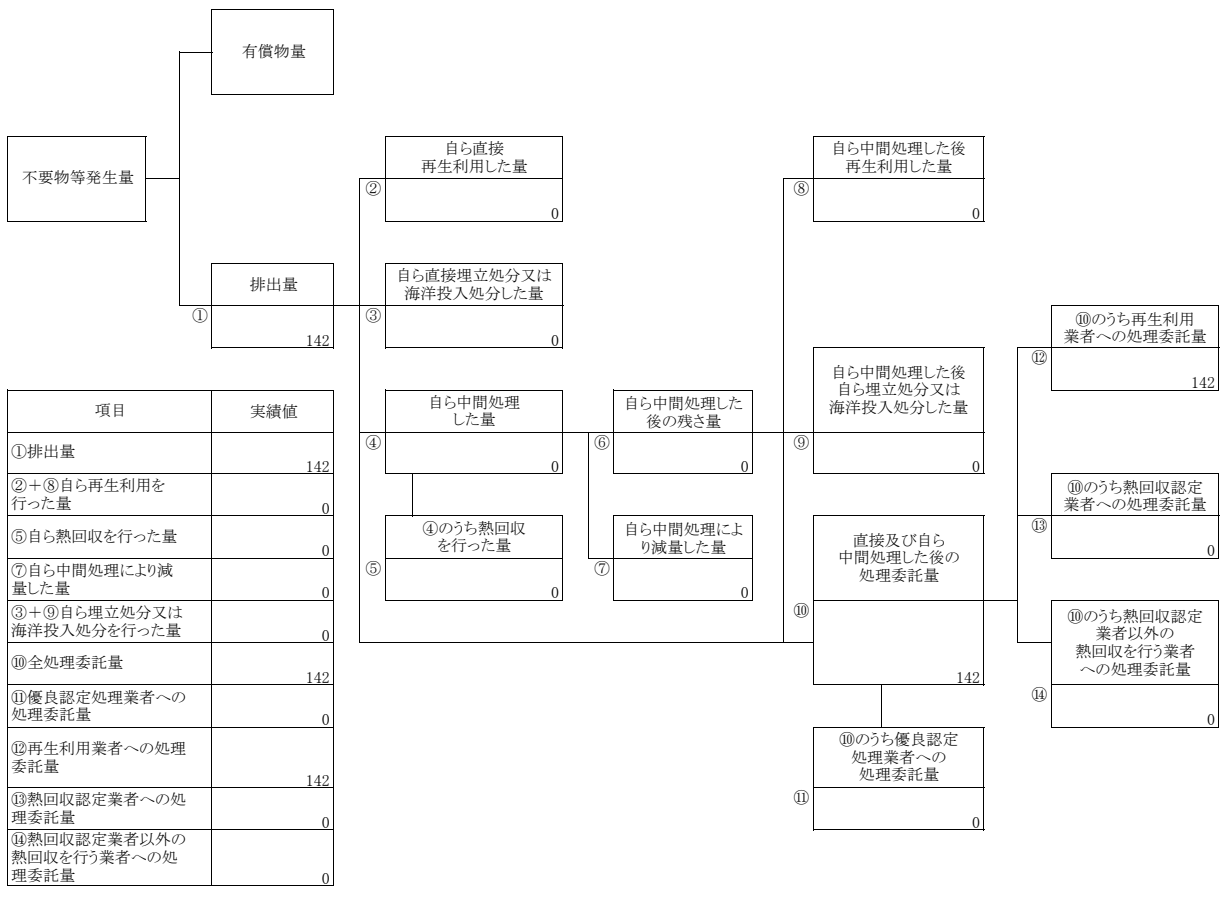 有償物量
不要物等発生量
排出量
①
142
自ら直接
再生利用した量
②
0
自ら直接埋立処分又は
海洋投入処分した量
③
0
自ら中間処理
した量
④
0
④のうち熱回収
を行った量
⑤
0
自ら中間処理した
後の残さ量
⑥
0
自ら中間処理によ
り減量した量
⑦
0
自ら中間処理した後
再生利用した量
⑧
0
自ら中間処理した後
自ら埋立処分又は
海洋投入処分した量
⑨
0
直接及び自ら
中間処理した後の
処理委託量
⑩
142
⑩のうち優良認定
処理業者への
処理委託量
⑪
0
⑩のうち再生利用
業者への処理委託量
⑫
142
⑩のうち熱回収認定
業者への処理委託量
⑬
0
⑩のうち熱回収認定
業者以外の
熱回収を行う業者
への処理委託量
⑭
0
項目 実績値
①排出量
142
②＋⑧自ら再生利用を
行った量
0
⑤自ら熱回収を行った量
0
⑦自ら中間処理により減
量した量
0
③＋⑨自ら埋立処分又は
海洋投入処分を行った量
0
⑩全処理委託量
142
⑪優良認定処理業者への
処理委託量
0
⑫再生利用業者への処理
委託量
142
⑬熱回収認定業者への処
理委託量
0
⑭熱回収認定業者以外の
熱回収を行う業者への処
理委託量
0